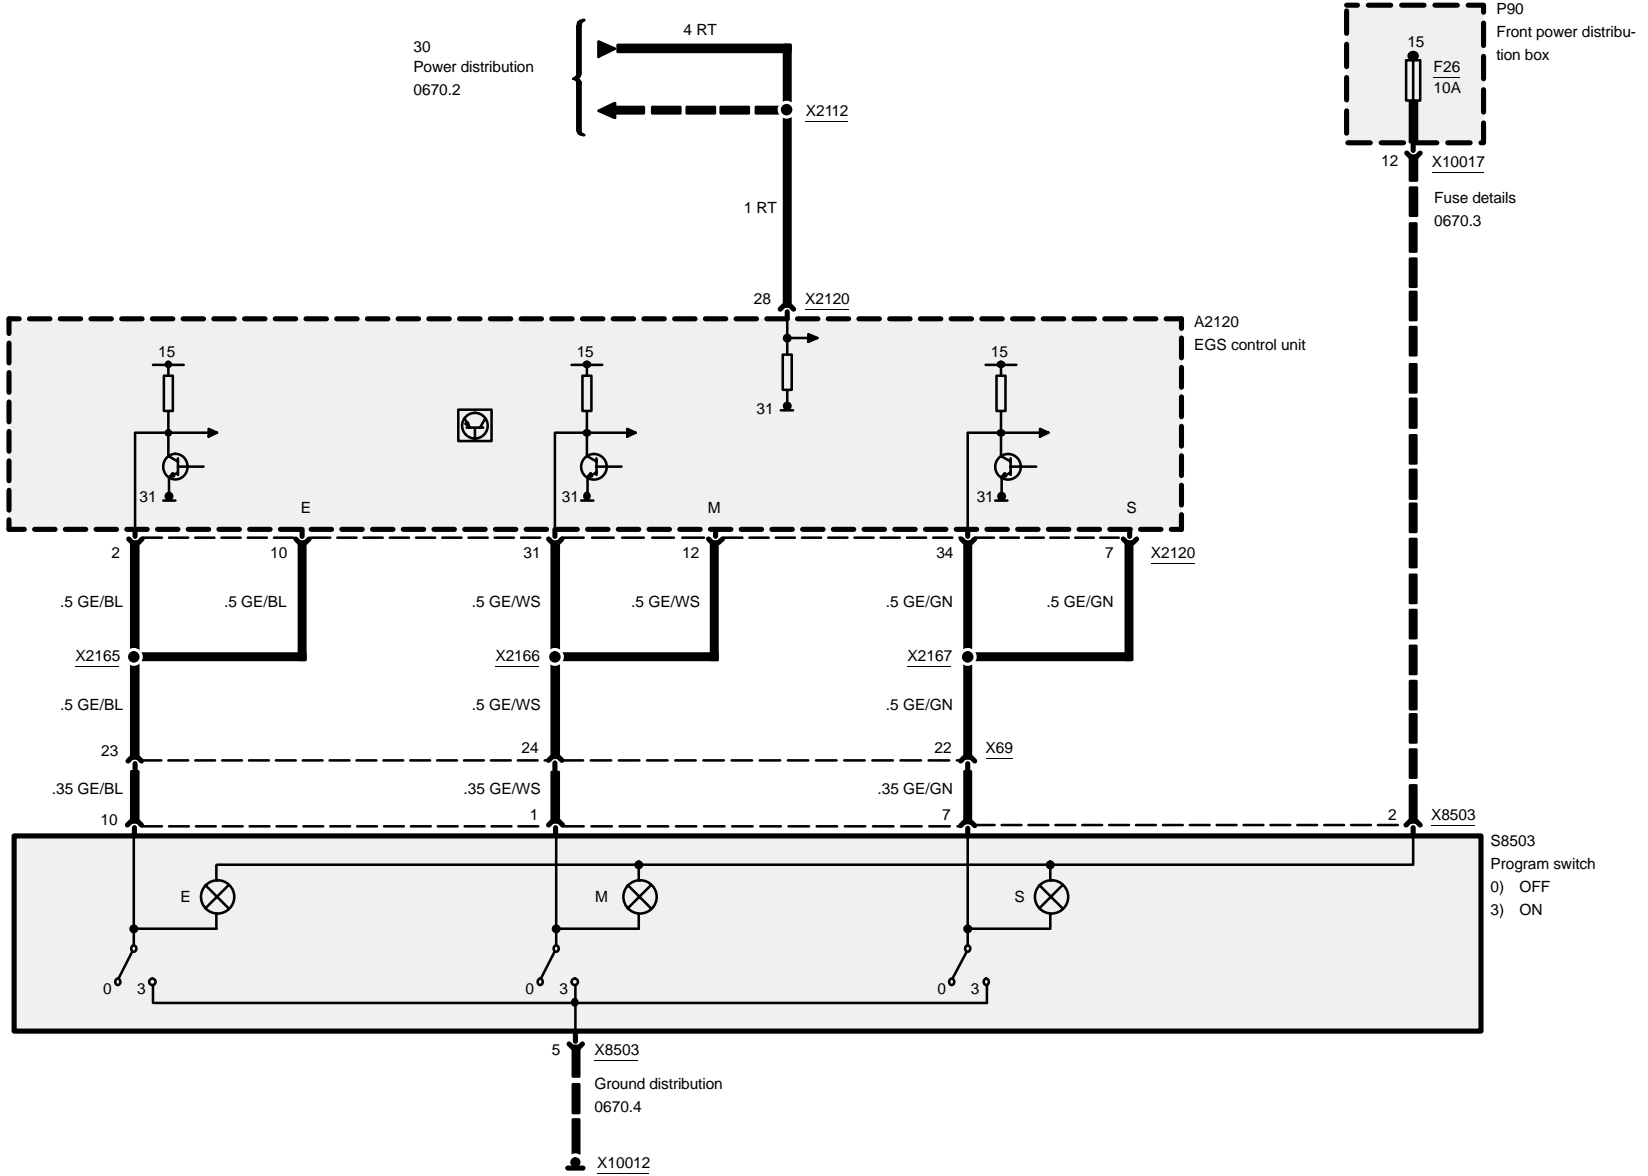 P90
Front power distribu-
tion box
15
F26
10A
12 X10017
Fuse details
0670.3
30
Power distribution
0670.2
4 RT
X2112
1 RT
28 X2120
A2120
EGS control unit
15 15 15
31
31 31 31
E M S
2 10 31 12 34 7 X2120
.5 GE/BL .5 GE/BL .5 GE/WS .5 GE/WS .5 GE/GN .5 GE/GN
X2165 X2166 X2167
.5 GE/BL .5 GE/WS .5 GE/GN
23 24 22 X69
.35 GE/BL .35 GE/WS .35 GE/GN
10 1 7 2 X8503
S8503
Program switch
0) OFF
3) ON
E M S
0 3 0 3 0 3
5 X8503
Ground distribution
0670.4
X10012